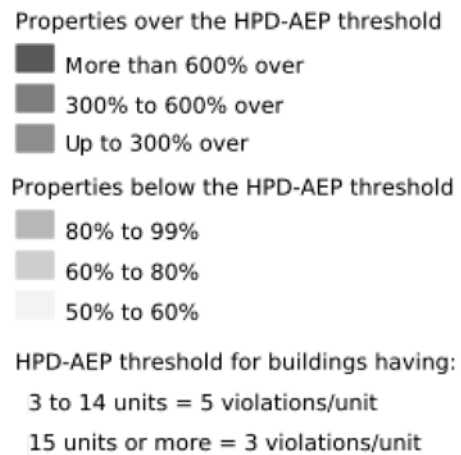 Properties over the HPD-AEP threshold
More than 600% over
300% to 600% over
Up to 300% over
Properties below the HPD-AEP threshold
80% to 99%
60% to 80%
50% to 60%
HPD-AEP threshold for buildings having:
3 to 14 units = 5 violations/unit
15 units or more = 3 violations/unit